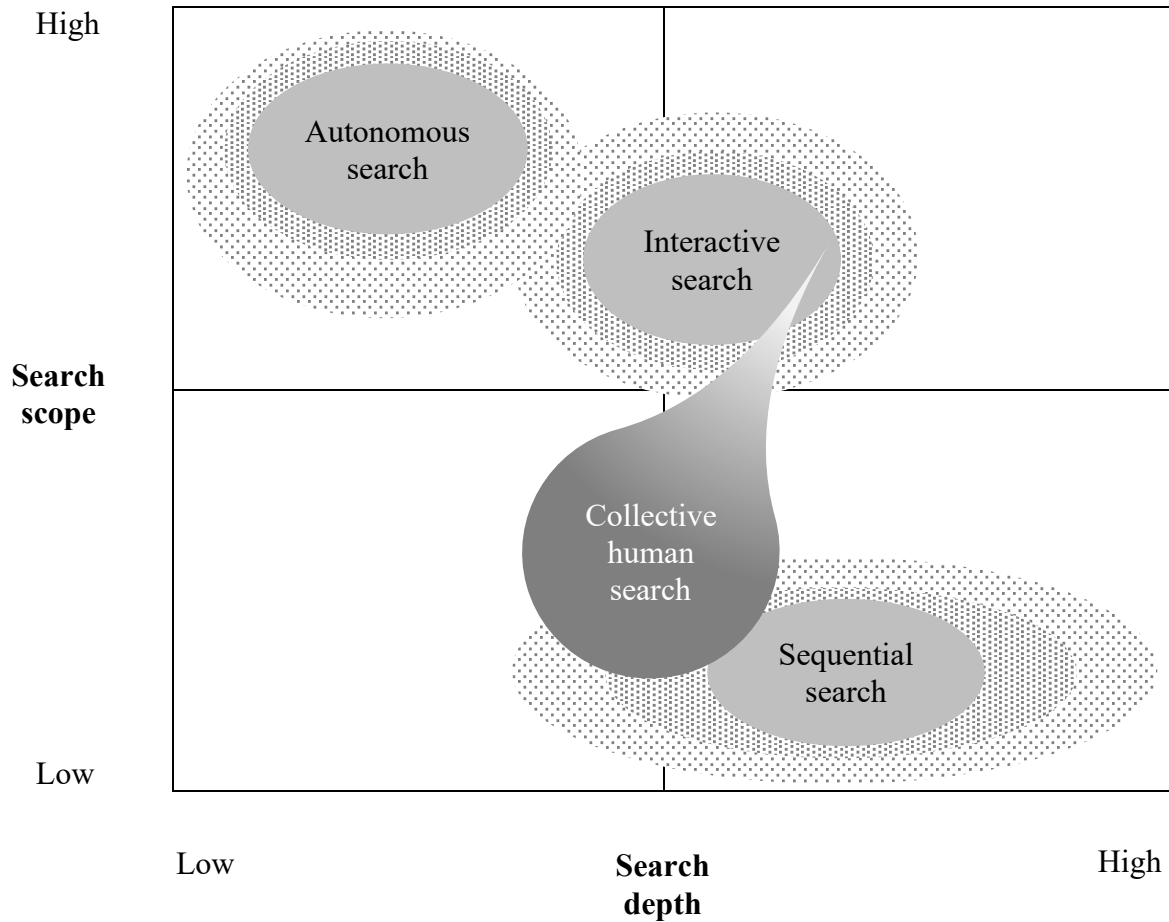 High
Autonomous
search
Interactive
search
Search
scope
Collective
human
search
Sequential
search
Low
Low
Search
depth
High